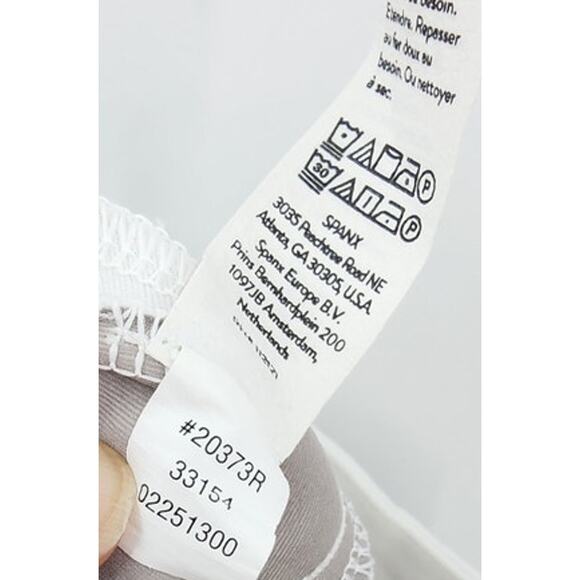 besoin.
Etendre. Repasser
au fer doux au
besoin. Ou nettoyer
à sec.
30
P
P
SPANX
3035 Peachtree Road NE
Atlanta, GA 30305, U.S.A.
Spanx Europe B.V.
Prins Bernhardplein 200
1097JB Amsterdam,
Netherlands
#20373R
33154
02251300